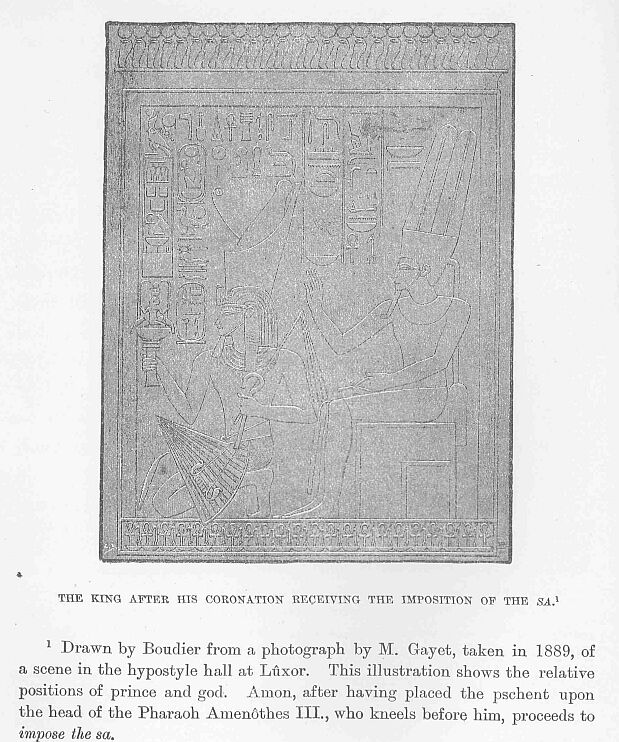 THE KING AFTER HIS CORONATION RECEIVING THE IMPOSITION OF THE SA.¹
¹ Drawn by Boudier from a photograph by M. Gayet, taken in 1889, of
a scene in the hypostyle hall at Lûxor. This illustration shows the relative
positions of prince and god. Amon, after having placed the pschent upon
the head of the Pharaoh Amenôthes III., who kneels before him, proceeds to
impose the sa.